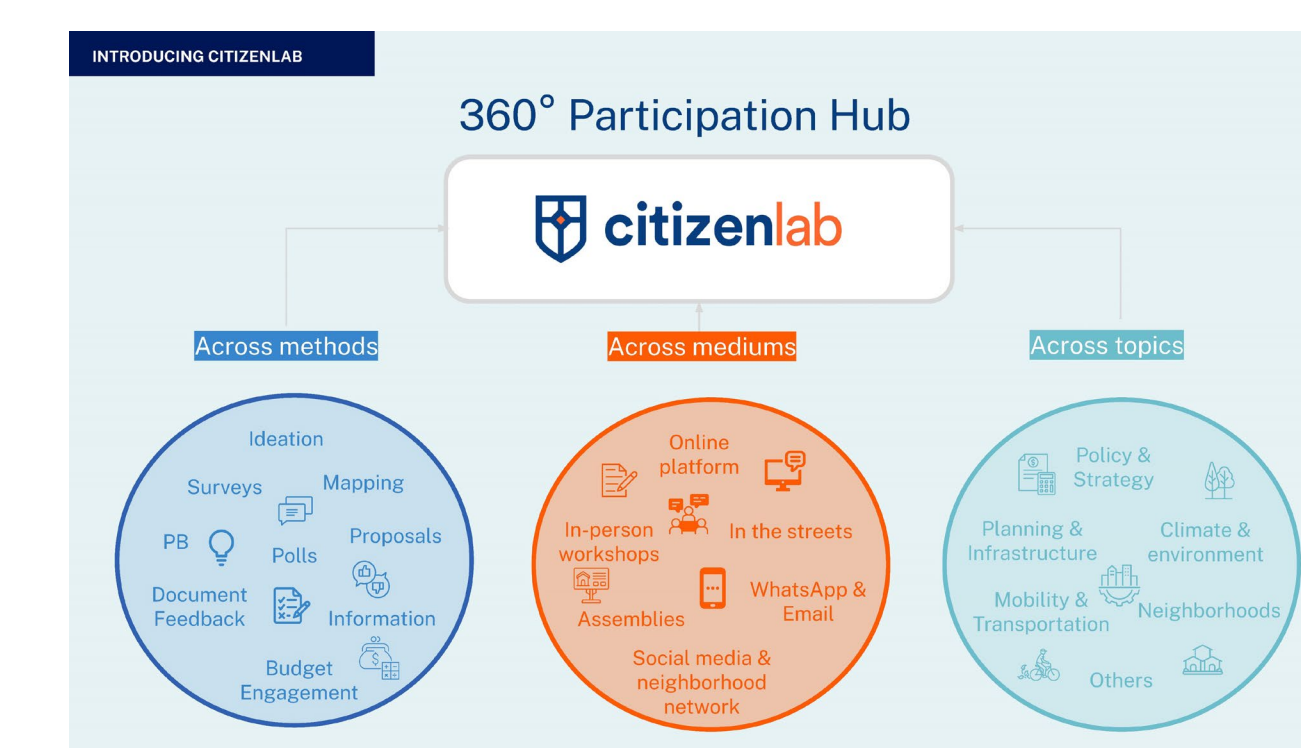 INTRODUCING CITIZENLAB
360° Participation Hub
citizenlab
Across methods
Ideation
Surveys
Mapping
PB
Polls
Proposals
Document
Feedback
Information
Budget
Engagement
Across mediums
Online
platform
In-person
workshops
In the streets
WhatsApp &
Email
Assemblies
Social media &
neighborhood
network
Across topics
Policy &
Strategy
Planning &
Infrastructure
Climate &
environment
Mobility &
Transportation
Neighborhoods
Others